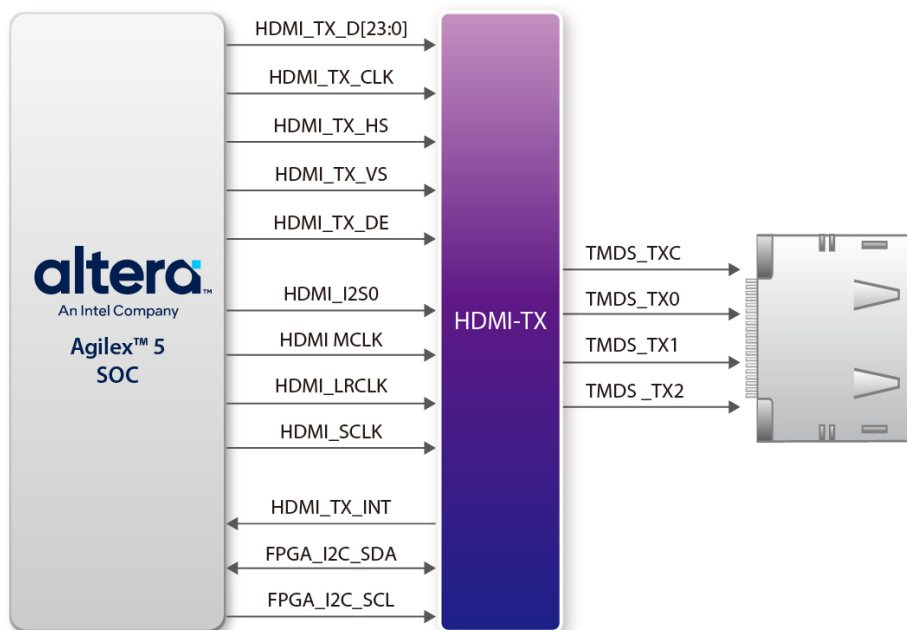 altera™
An Intel Company
Agilex™ 5
SOC
HDMI_TX_D[23:0]
HDMI_TX_CLK
HDMI_TX_HS
HDMI_TX_VS
HDMI_TX_DE
HDMI_I2S0
HDMI MCLK
HDMI_LRCLK
HDMI_SCLK
HDMI_TX_INT
FPGA_I2C_SDA
FPGA_I2C_SCL
HDMI-TX
TMDS_TXC
TMDS_TX0
TMDS_TX1
TMDS _TX2